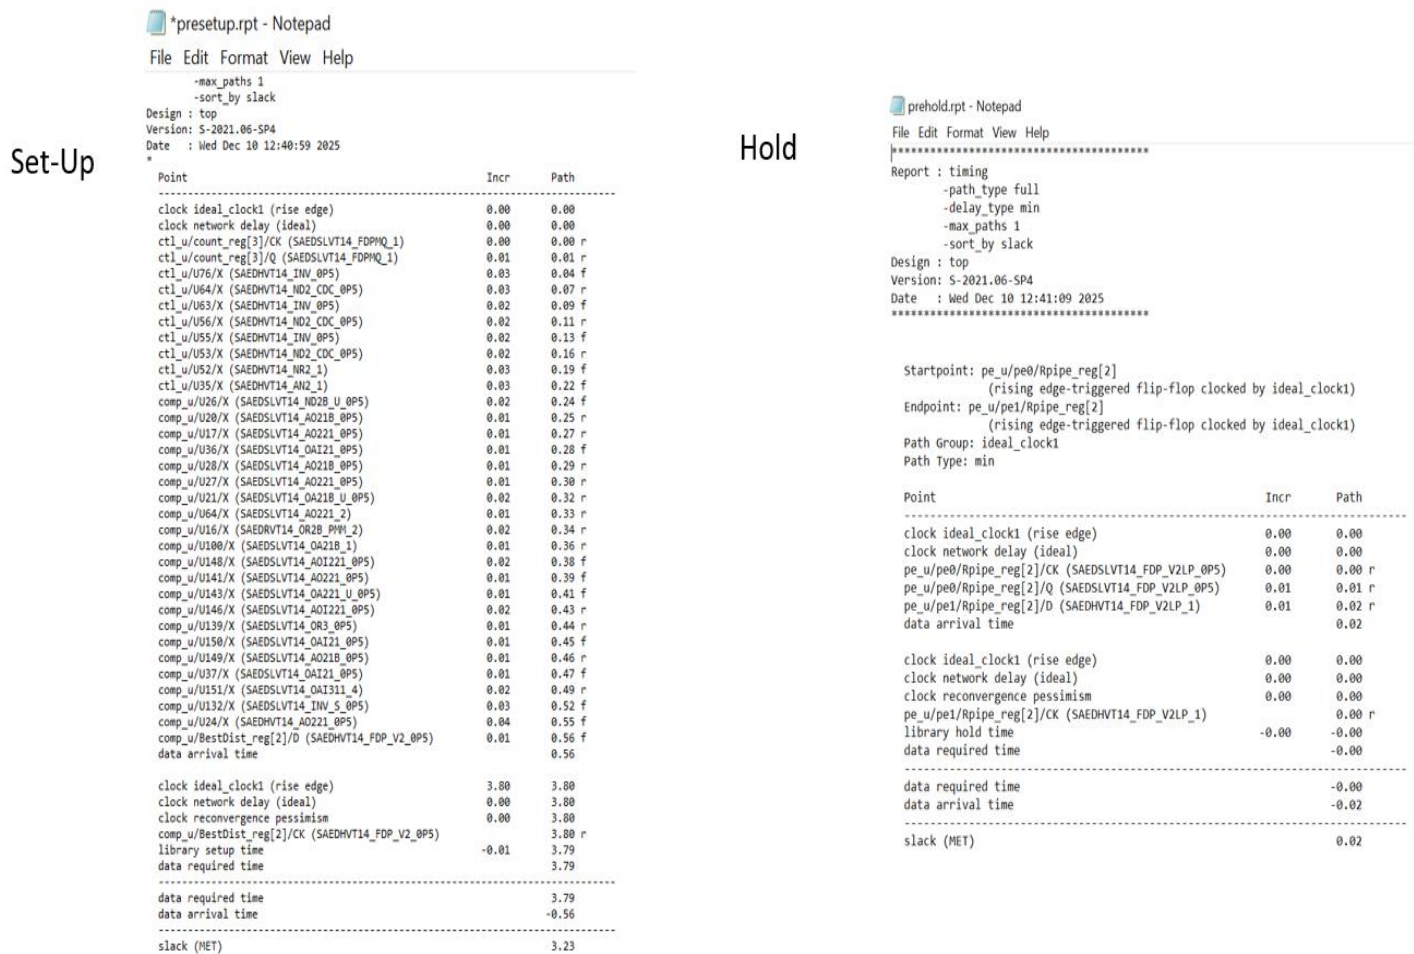 *presetup.rpt - Notepad
File Edit Format View Help
-max_paths 1
-sort_by slack
Design : top
Version: S-2021.06-SP4
Date : Wed Dec 10 12:40:59 2025
*
Set-Up
Point Incr Path
------------------------------------------------------------
clock ideal_clock1 (rise edge) 0.00 0.00
clock network delay (ideal) 0.00 0.00
ctl_u/count_reg[3]/CK (SAEDSLVT14_FDPMQ_1) 0.00 0.00 r
ctl_u/count_reg[3]/Q (SAEDSLVT14_FDPMQ_1) 0.01 0.01 r
ctl_u/U76/X (SAEDHVT14_INV_0P5) 0.03 0.04 f
ctl_u/U64/X (SAEDHVT14_ND2_CDC_0P5) 0.03 0.07 r
ctl_u/U63/X (SAEDHVT14_INV_0P5) 0.02 0.09 f
ctl_u/U56/X (SAEDHVT14_ND2_CDC_0P5) 0.02 0.11 r
ctl_u/U55/X (SAEDHVT14_INV_0P5) 0.02 0.13 f
ctl_u/U53/X (SAEDHVT14_ND2_CDC_0P5) 0.02 0.16 r
ctl_u/U52/X (SAEDHVT14_NR2_1) 0.03 0.19 f
ctl_u/U35/X (SAEDHVT14_AN2_1) 0.03 0.22 f
comp_u/U26/X (SAEDSLVT14_ND2B_U_0P5) 0.02 0.24 f
comp_u/U20/X (SAEDSLVT14_AO21B_0P5) 0.01 0.25 r
comp_u/U17/X (SAEDSLVT14_AO221_0P5) 0.01 0.27 r
comp_u/U36/X (SAEDSLVT14_OAI21_0P5) 0.01 0.28 f
comp_u/U28/X (SAEDSLVT14_AO21B_0P5) 0.01 0.29 r
comp_u/U27/X (SAEDSLVT14_AO221_0P5) 0.01 0.30 r
comp_u/U21/X (SAEDSLVT14_OA21B_U_0P5) 0.02 0.32 r
comp_u/U64/X (SAEDSLVT14_AO221_2) 0.01 0.33 r
comp_u/U16/X (SAEDRVT14_OR2B_PMM_2) 0.02 0.34 r
comp_u/U100/X (SAEDSLVT14_OA21B_1) 0.01 0.36 r
comp_u/U148/X (SAEDSLVT14_AOI221_0P5) 0.02 0.38 f
comp_u/U141/X (SAEDSLVT14_AO221_0P5) 0.01 0.39 f
comp_u/U143/X (SAEDSLVT14_OA221_U_0P5) 0.01 0.41 f
comp_u/U146/X (SAEDSLVT14_AOI221_0P5) 0.02 0.43 r
comp_u/U139/X (SAEDSLVT14_OR3_0P5) 0.01 0.44 r
comp_u/U150/X (SAEDSLVT14_OAI21_0P5) 0.01 0.45 f
comp_u/U149/X (SAEDSLVT14_AO21B_0P5) 0.01 0.46 r
comp_u/U37/X (SAEDSLVT14_OAI21_0P5) 0.01 0.47 f
comp_u/U151/X (SAEDSLVT14_OAI311_4) 0.02 0.49 r
comp_u/U132/X (SAEDSLVT14_INV_S_0P5) 0.03 0.52 f
comp_u/U24/X (SAEDHVT14_AO221_0P5) 0.04 0.55 f
comp_u/BestDist_reg[2]/D (SAEDHVT14_FDP_V2_0P5) 0.01 0.56 f
data arrival time 0.56
clock ideal_clock1 (rise edge) 3.80 3.80
clock network delay (ideal) 0.00 3.80
clock reconvergence pessimism 0.00 3.80
comp_u/BestDist_reg[2]/CK (SAEDHVT14_FDP_V2_0P5) 3.80 r
library setup time -0.01 3.79
data required time 3.79
------------------------------------------------------------
data required time 3.79
data arrival time -0.56
------------------------------------------------------------
slack (MET) 3.23
Hold
prehold.rpt - Notepad
File Edit Format View Help
****************************************
Report : timing
-path_type full
-delay_type min
-max_paths 1
-sort_by slack
Design : top
Version: S-2021.06-SP4
Date : Wed Dec 10 12:41:09 2025
****************************************
Startpoint: pe_u/pe0/Rpipe_reg[2]
(rising edge-triggered flip-flop clocked by ideal_clock1)
Endpoint: pe_u/pe1/Rpipe_reg[2]
(rising edge-triggered flip-flop clocked by ideal_clock1)
Path Group: ideal_clock1
Path Type: min
Point Incr Path
------------------------------------------------------------
clock ideal_clock1 (rise edge) 0.00 0.00
clock network delay (ideal) 0.00 0.00
pe_u/pe0/Rpipe_reg[2]/CK (SAEDSLVT14_FDP_V2LP_0P5) 0.00 0.00 r
pe_u/pe0/Rpipe_reg[2]/Q (SAEDSLVT14_FDP_V2LP_0P5) 0.01 0.01 r
pe_u/pe1/Rpipe_reg[2]/D (SAEDHVT14_FDP_V2LP_1) 0.01 0.02 r
data arrival time 0.02
clock ideal_clock1 (rise edge) 0.00 0.00
clock network delay (ideal) 0.00 0.00
clock reconvergence pessimism 0.00 0.00
pe_u/pe1/Rpipe_reg[2]/CK (SAEDHVT14_FDP_V2LP_1) 0.00 r
library hold time -0.00 -0.00
data required time -0.00
------------------------------------------------------------
data required time -0.00
data arrival time -0.02
------------------------------------------------------------
slack (MET) 0.02